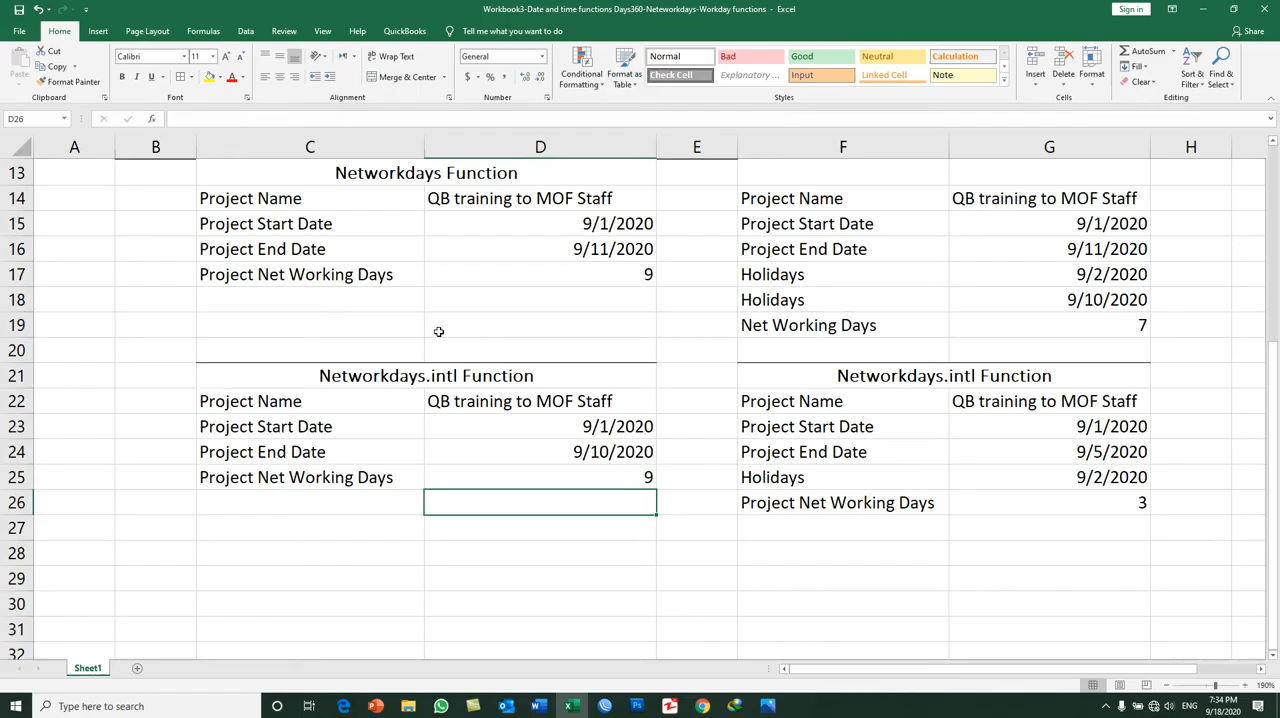 Workbook3-Date and time functions Days360-Neteworkdays-Workday functions - Excel
Sign in
File Home Insert Page Layout Formulas Data Review View Help QuickBooks Tell me what you want to do Share
Paste Cut Copy Format Painter Clipboard
Calibri 11 B I U A Font
Wrap Text Merge & Center Alignment
General $ % , Number
Conditional Formatting Format as Table
Normal Bad Good Neutral Calculation
Check Cell Explanatory ... Input Linked Cell Note
Styles
Insert Delete Format Cells
AutoSum Fill Clear Sort & Filter Find & Select Editing
D26 fx
A B C D E F G H
13 Networkdays Function
14 Project Name QB training to MOF Staff Project Name QB training to MOF Staff
15 Project Start Date 9/1/2020 Project Start Date 9/1/2020
16 Project End Date 9/11/2020 Project End Date 9/11/2020
17 Project Net Working Days 9 Holidays 9/2/2020
18 Holidays 9/10/2020
19 Net Working Days 7
20
21 Networkdays.intl Function Networkdays.intl Function
22 Project Name QB training to MOF Staff Project Name QB training to MOF Staff
23 Project Start Date 9/1/2020 Project Start Date 9/1/2020
24 Project End Date 9/10/2020 Project End Date 9/5/2020
25 Project Net Working Days 9 Holidays 9/2/2020
26 Project Net Working Days 3
27
28
29
30
31
32
Sheet1
190%
Type here to search
7:34 PM
9/18/2020